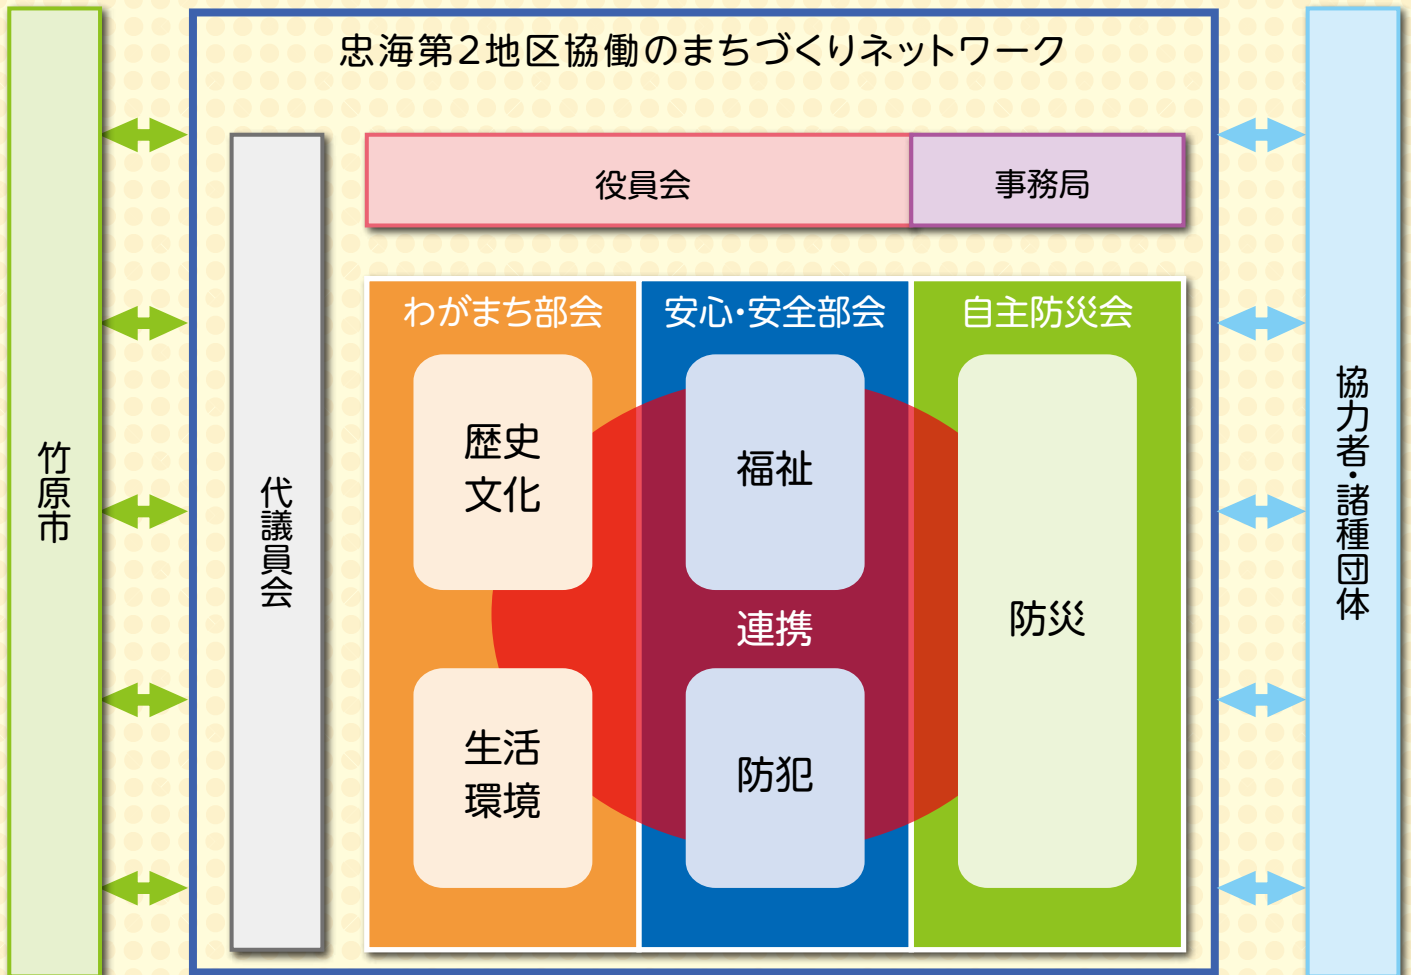 忠海第2地区協働のまちづくりネットワーク
竹原市
代議員会
役員会
事務局
わがまち部会
歴史
文化
生活
環境
安心・安全部会
福祉
連携
防犯
自主防災会
防災
協力者・諸種団体